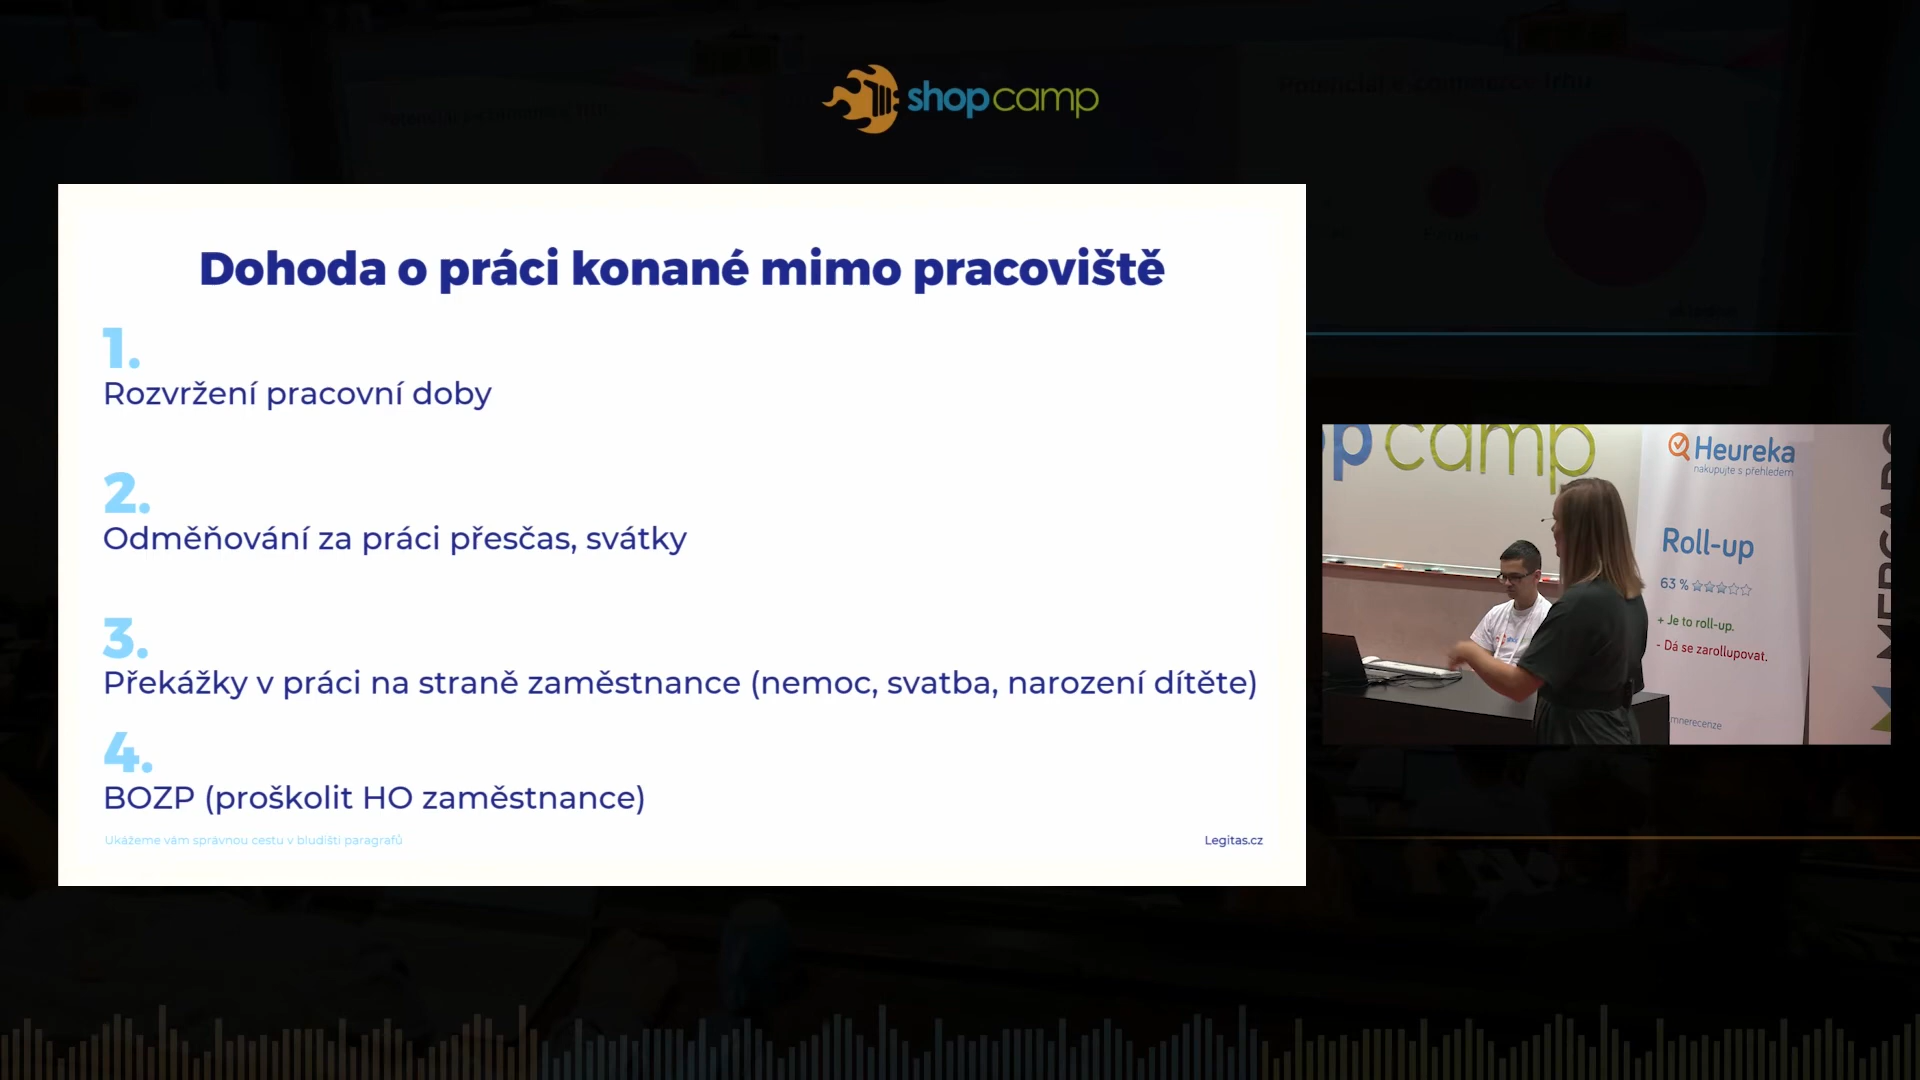 shopcamp
Dohoda o práci konané mimo pracoviště
1.
Rozvržení pracovní doby
2.
Odměňování za práci přesčas, svátky
3.
Překážky v práci na straně zaměstnance (nemoc, svatba, narození dítěte)
4.
BOZP (proškolit HO zaměstnance)
Ukážeme vám správnou cestu v bludišti paragrafů
Legitas.cz
pcamp
Heureka
nakupujte s přehledem
Roll-up
63 %
+ Je to roll-up.
- Dá se zarollupovat.
mnerecenze